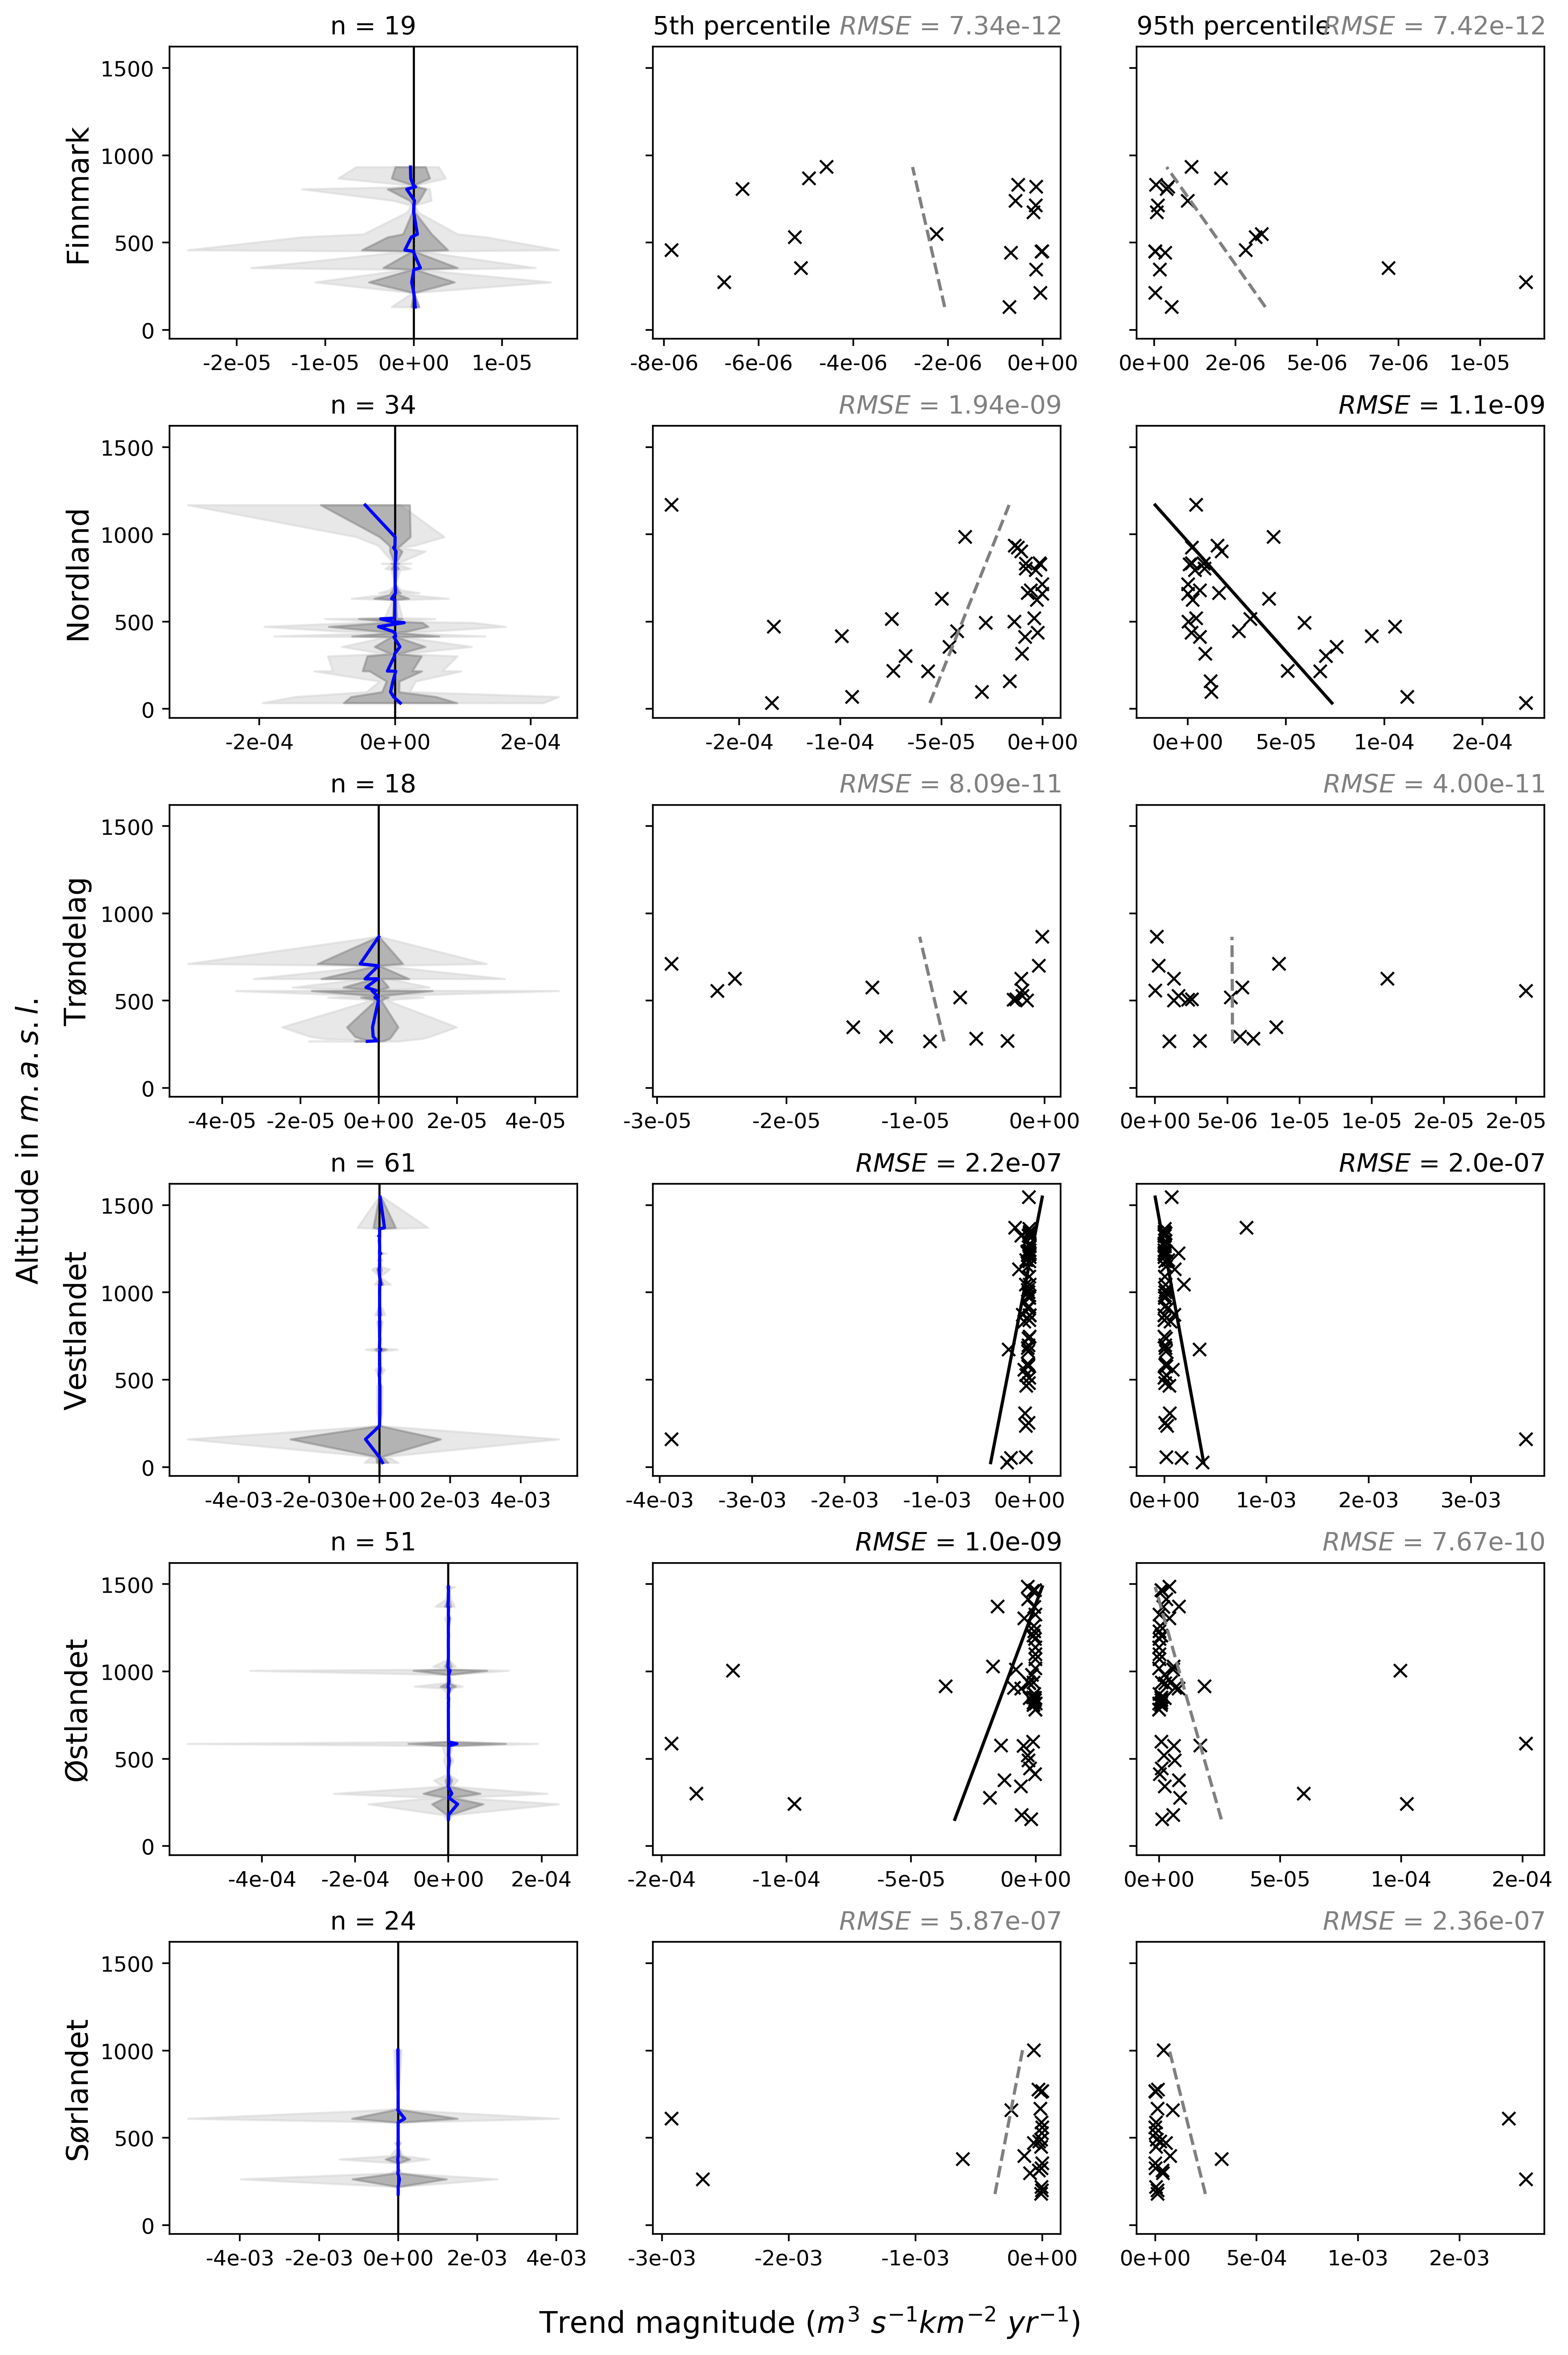 n = 19
5th percentile RMSE = 7.34e-12
95th percentile RMSE = 7.42e-12
Finnmark
1500
1000
500
0
-2e-05 -1e-05 0e+00 1e-05
-8e-06 -6e-06 -4e-06 -2e-06 0e+00
0e+00 2e-06 5e-06 7e-06 1e-05
n = 34
RMSE = 1.94e-09
RMSE = 1.1e-09
Nordland
1500
1000
500
0
-2e-04 0e+00 2e-04
-2e-04 -1e-04 -5e-05 0e+00
0e+00 5e-05 1e-04 2e-04
n = 18
RMSE = 8.09e-11
RMSE = 4.00e-11
Trøndelag
1500
1000
500
0
-4e-05 -2e-05 0e+00 2e-05 4e-05
-3e-05 -2e-05 -1e-05 0e+00
0e+00 5e-06 1e-05 1e-05 2e-05 2e-05
Altitude in m.a.s.l.
n = 61
RMSE = 2.2e-07
RMSE = 2.0e-07
Vestlandet
1500
1000
500
0
-4e-03 -2e-03 0e+00 2e-03 4e-03
-4e-03 -3e-03 -2e-03 -1e-03 0e+00
0e+00 1e-03 2e-03 3e-03
n = 51
RMSE = 1.0e-09
RMSE = 7.67e-10
Østlandet
1500
1000
500
0
-4e-04 -2e-04 0e+00 2e-04
-2e-04 -1e-04 -5e-05 0e+00
0e+00 5e-05 1e-04 2e-04
n = 24
RMSE = 5.87e-07
RMSE = 2.36e-07
Sørlandet
1500
1000
500
0
-4e-03 -2e-03 0e+00 2e-03 4e-03
-3e-03 -2e-03 -1e-03 0e+00
0e+00 5e-04 1e-03 2e-03
Trend magnitude (m³ s⁻¹km⁻² yr⁻¹)